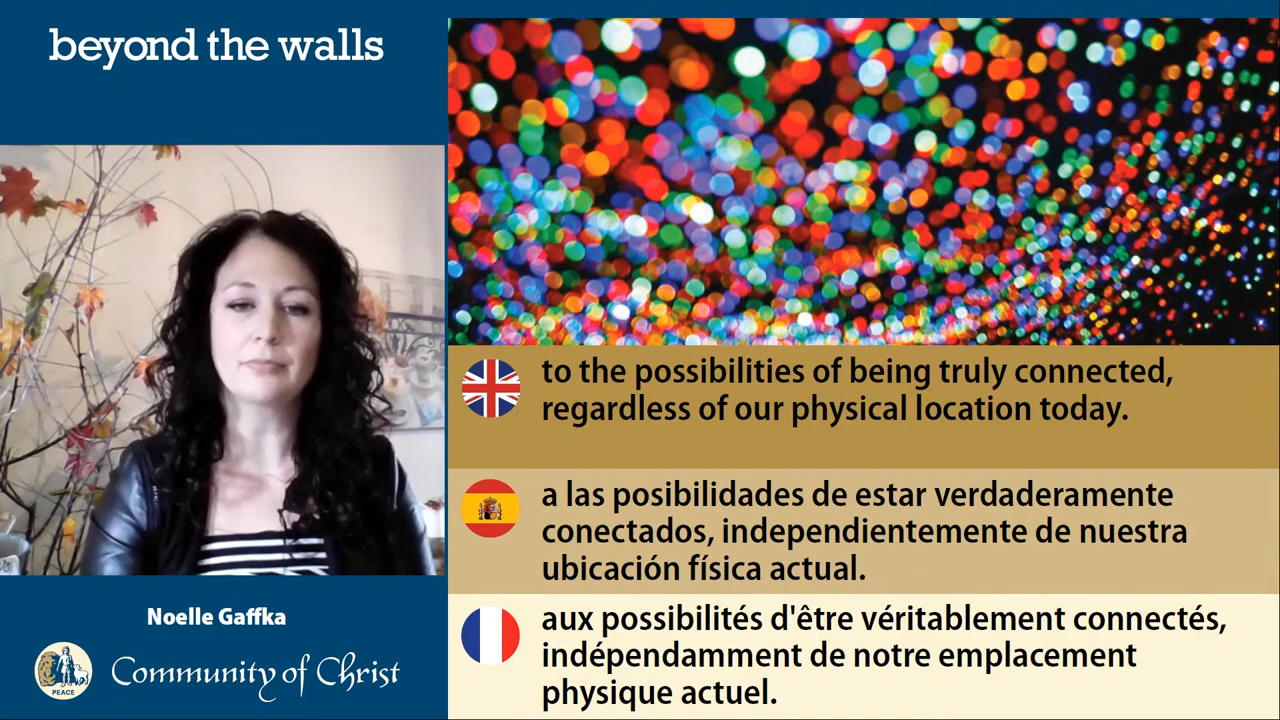 beyond the walls
to the possibilities of being truly connected,
regardless of our physical location today.
a las posibilidades de estar verdaderamente
conectados, independientemente de nuestra
ubicación física actual.
aux possibilités d'être véritablement connectés,
indépendamment de notre emplacement
physique actuel.
Noelle Gaffka
PEACE
Community of Christ